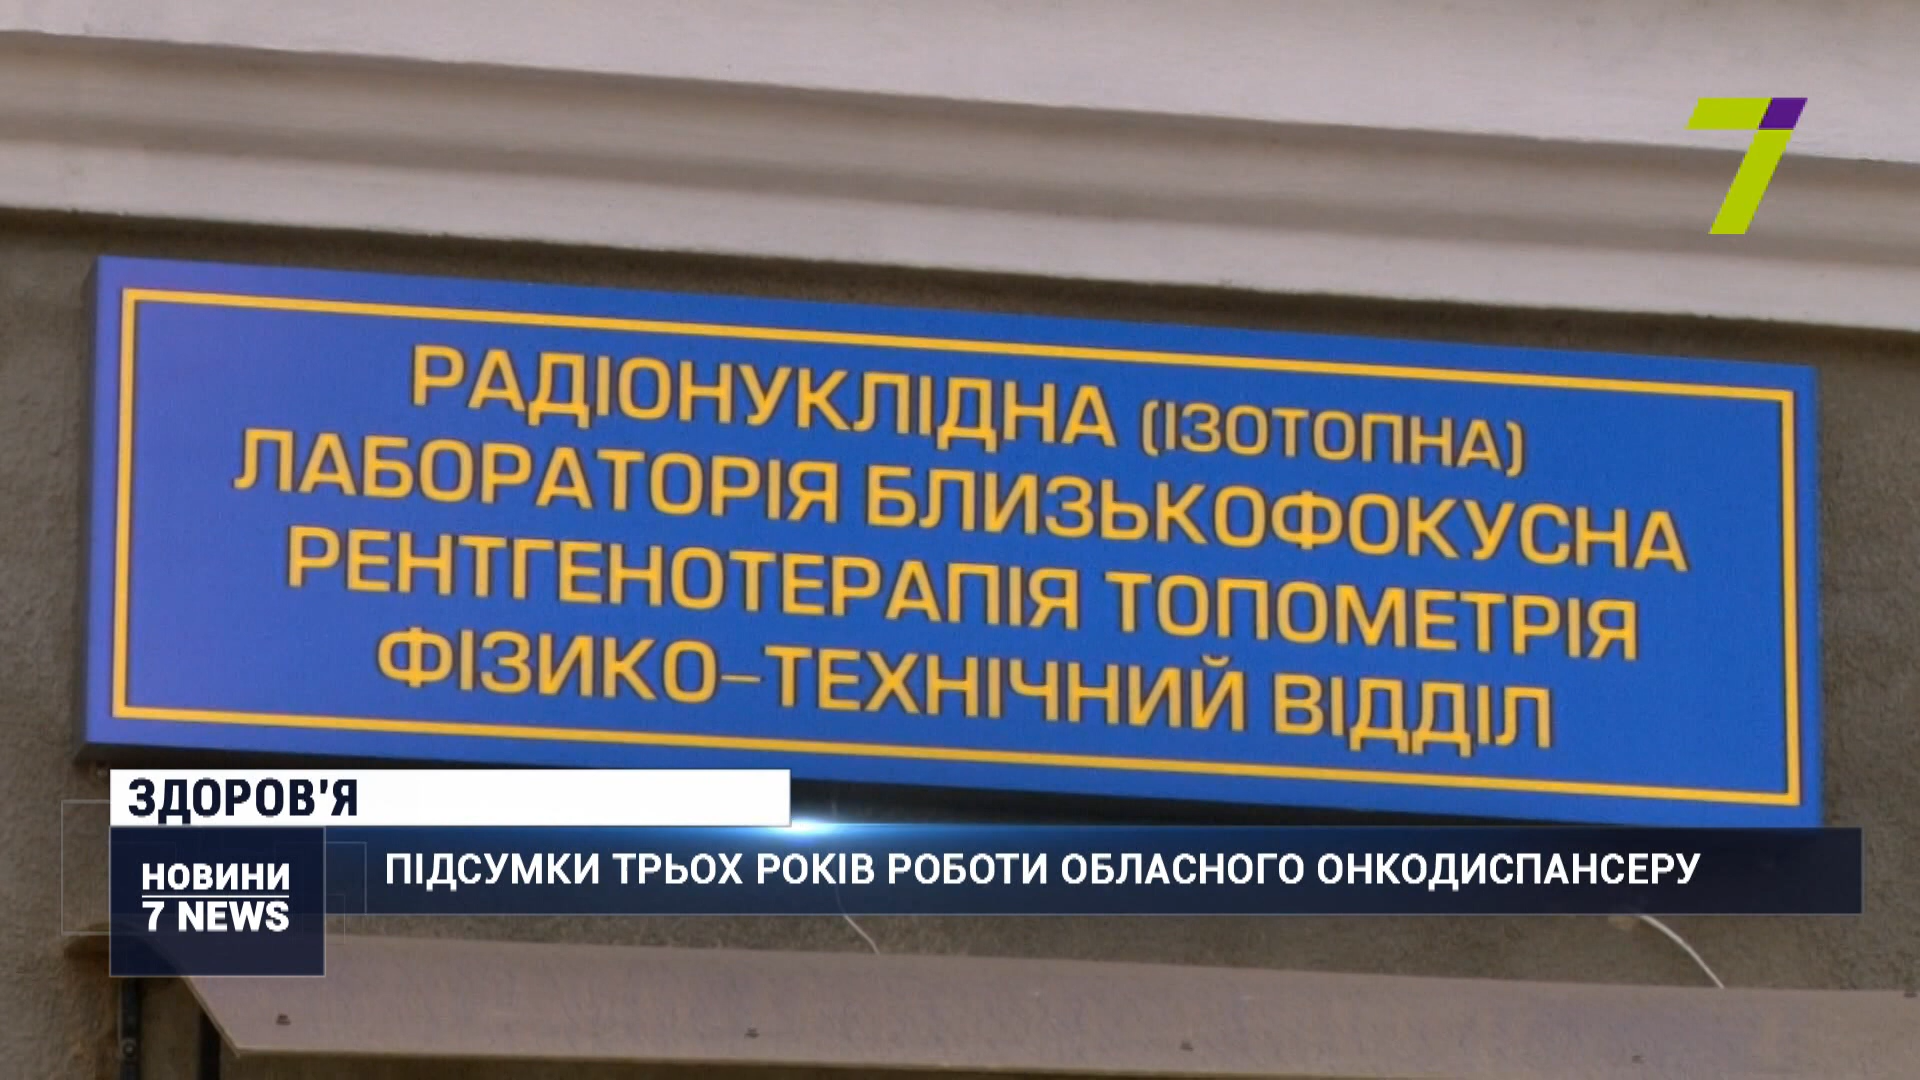 7
РАДІОНУКЛІДНА (ІЗОТОПНА)
ЛАБОРАТОРІЯ БЛИЗЬКОФОКУСНА
РЕНТГЕНОТЕРАПІЯ ТОПОМЕТРІЯ
ФІЗИКО-ТЕХНІЧНИЙ ВІДДІЛ
ЗДОРОВ'Я
НОВИНИ
7 NEWS
ПІДСУМКИ ТРЬОХ РОКІВ РОБОТИ ОБЛАСНОГО ОНКОДИСПАНСЕРУ